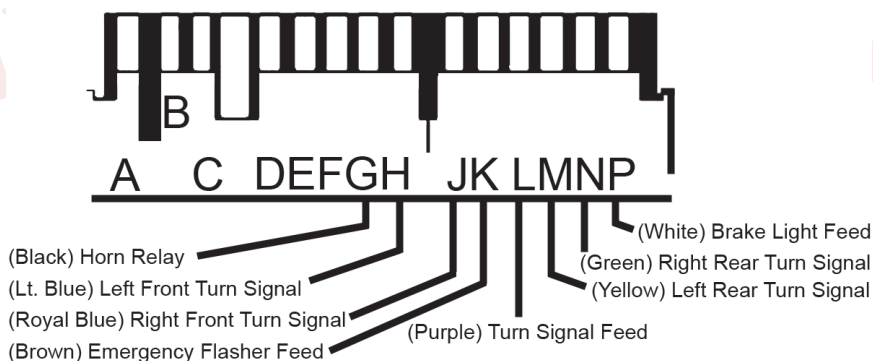 B
A C DEFGH JK LMNP
(White) Brake Light Feed
(Black) Horn Relay
(Green) Right Rear Turn Signal
(Lt. Blue) Left Front Turn Signal
(Yellow) Left Rear Turn Signal
(Royal Blue) Right Front Turn Signal
(Purple) Turn Signal Feed
(Brown) Emergency Flasher Feed